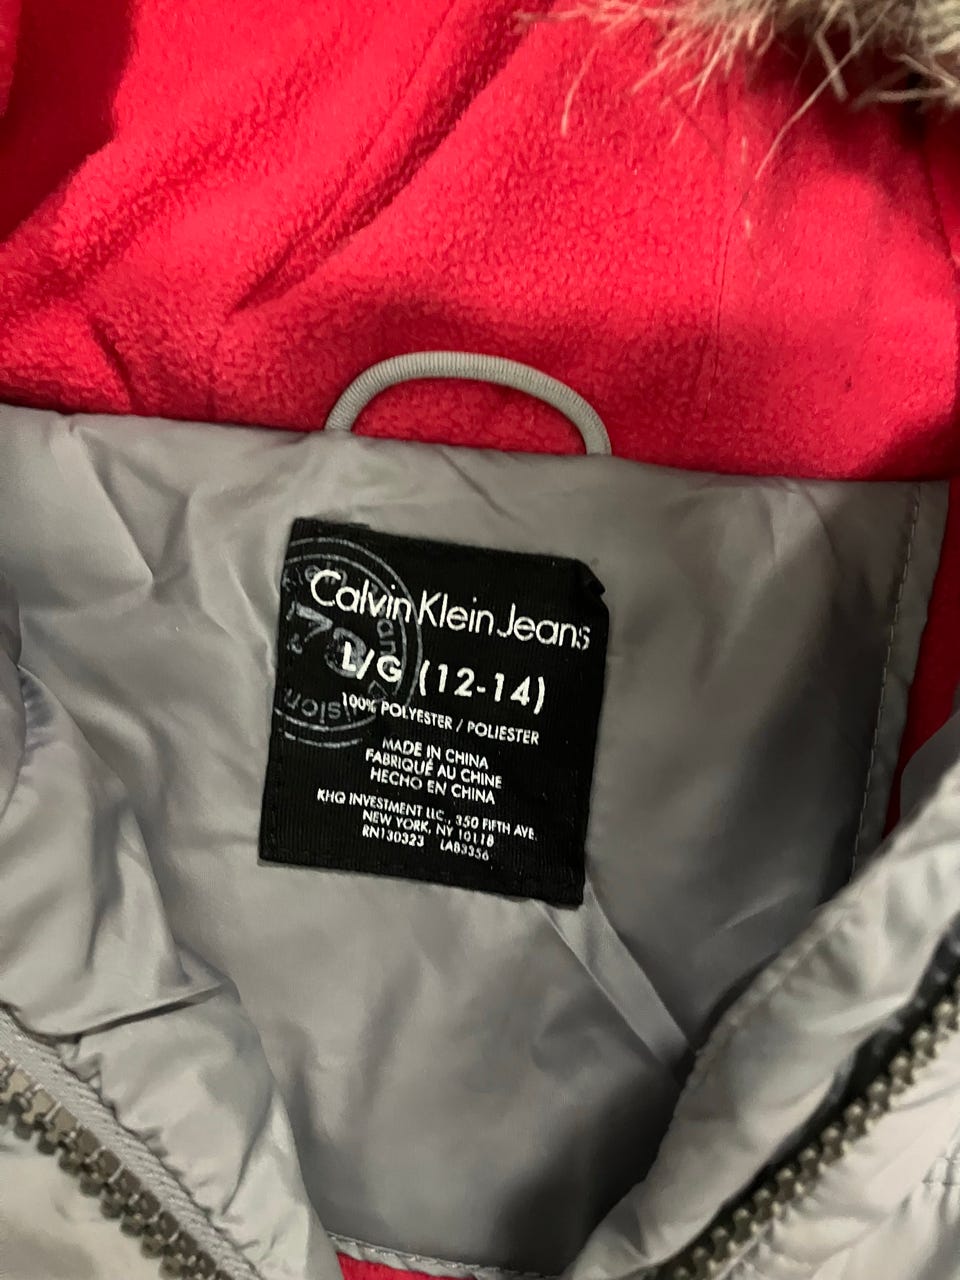 Calvin Klein Jeans
L/G (12-14)
100% POLYESTER / POLIESTER
MADE IN CHINA
FABRIQUÉ AU CHINE
HECHO EN CHINA
KHQ INVESTMENT LLC., 350 FIFTH AVE.
NEW YORK, NY 10118
RN130323 LAB3356